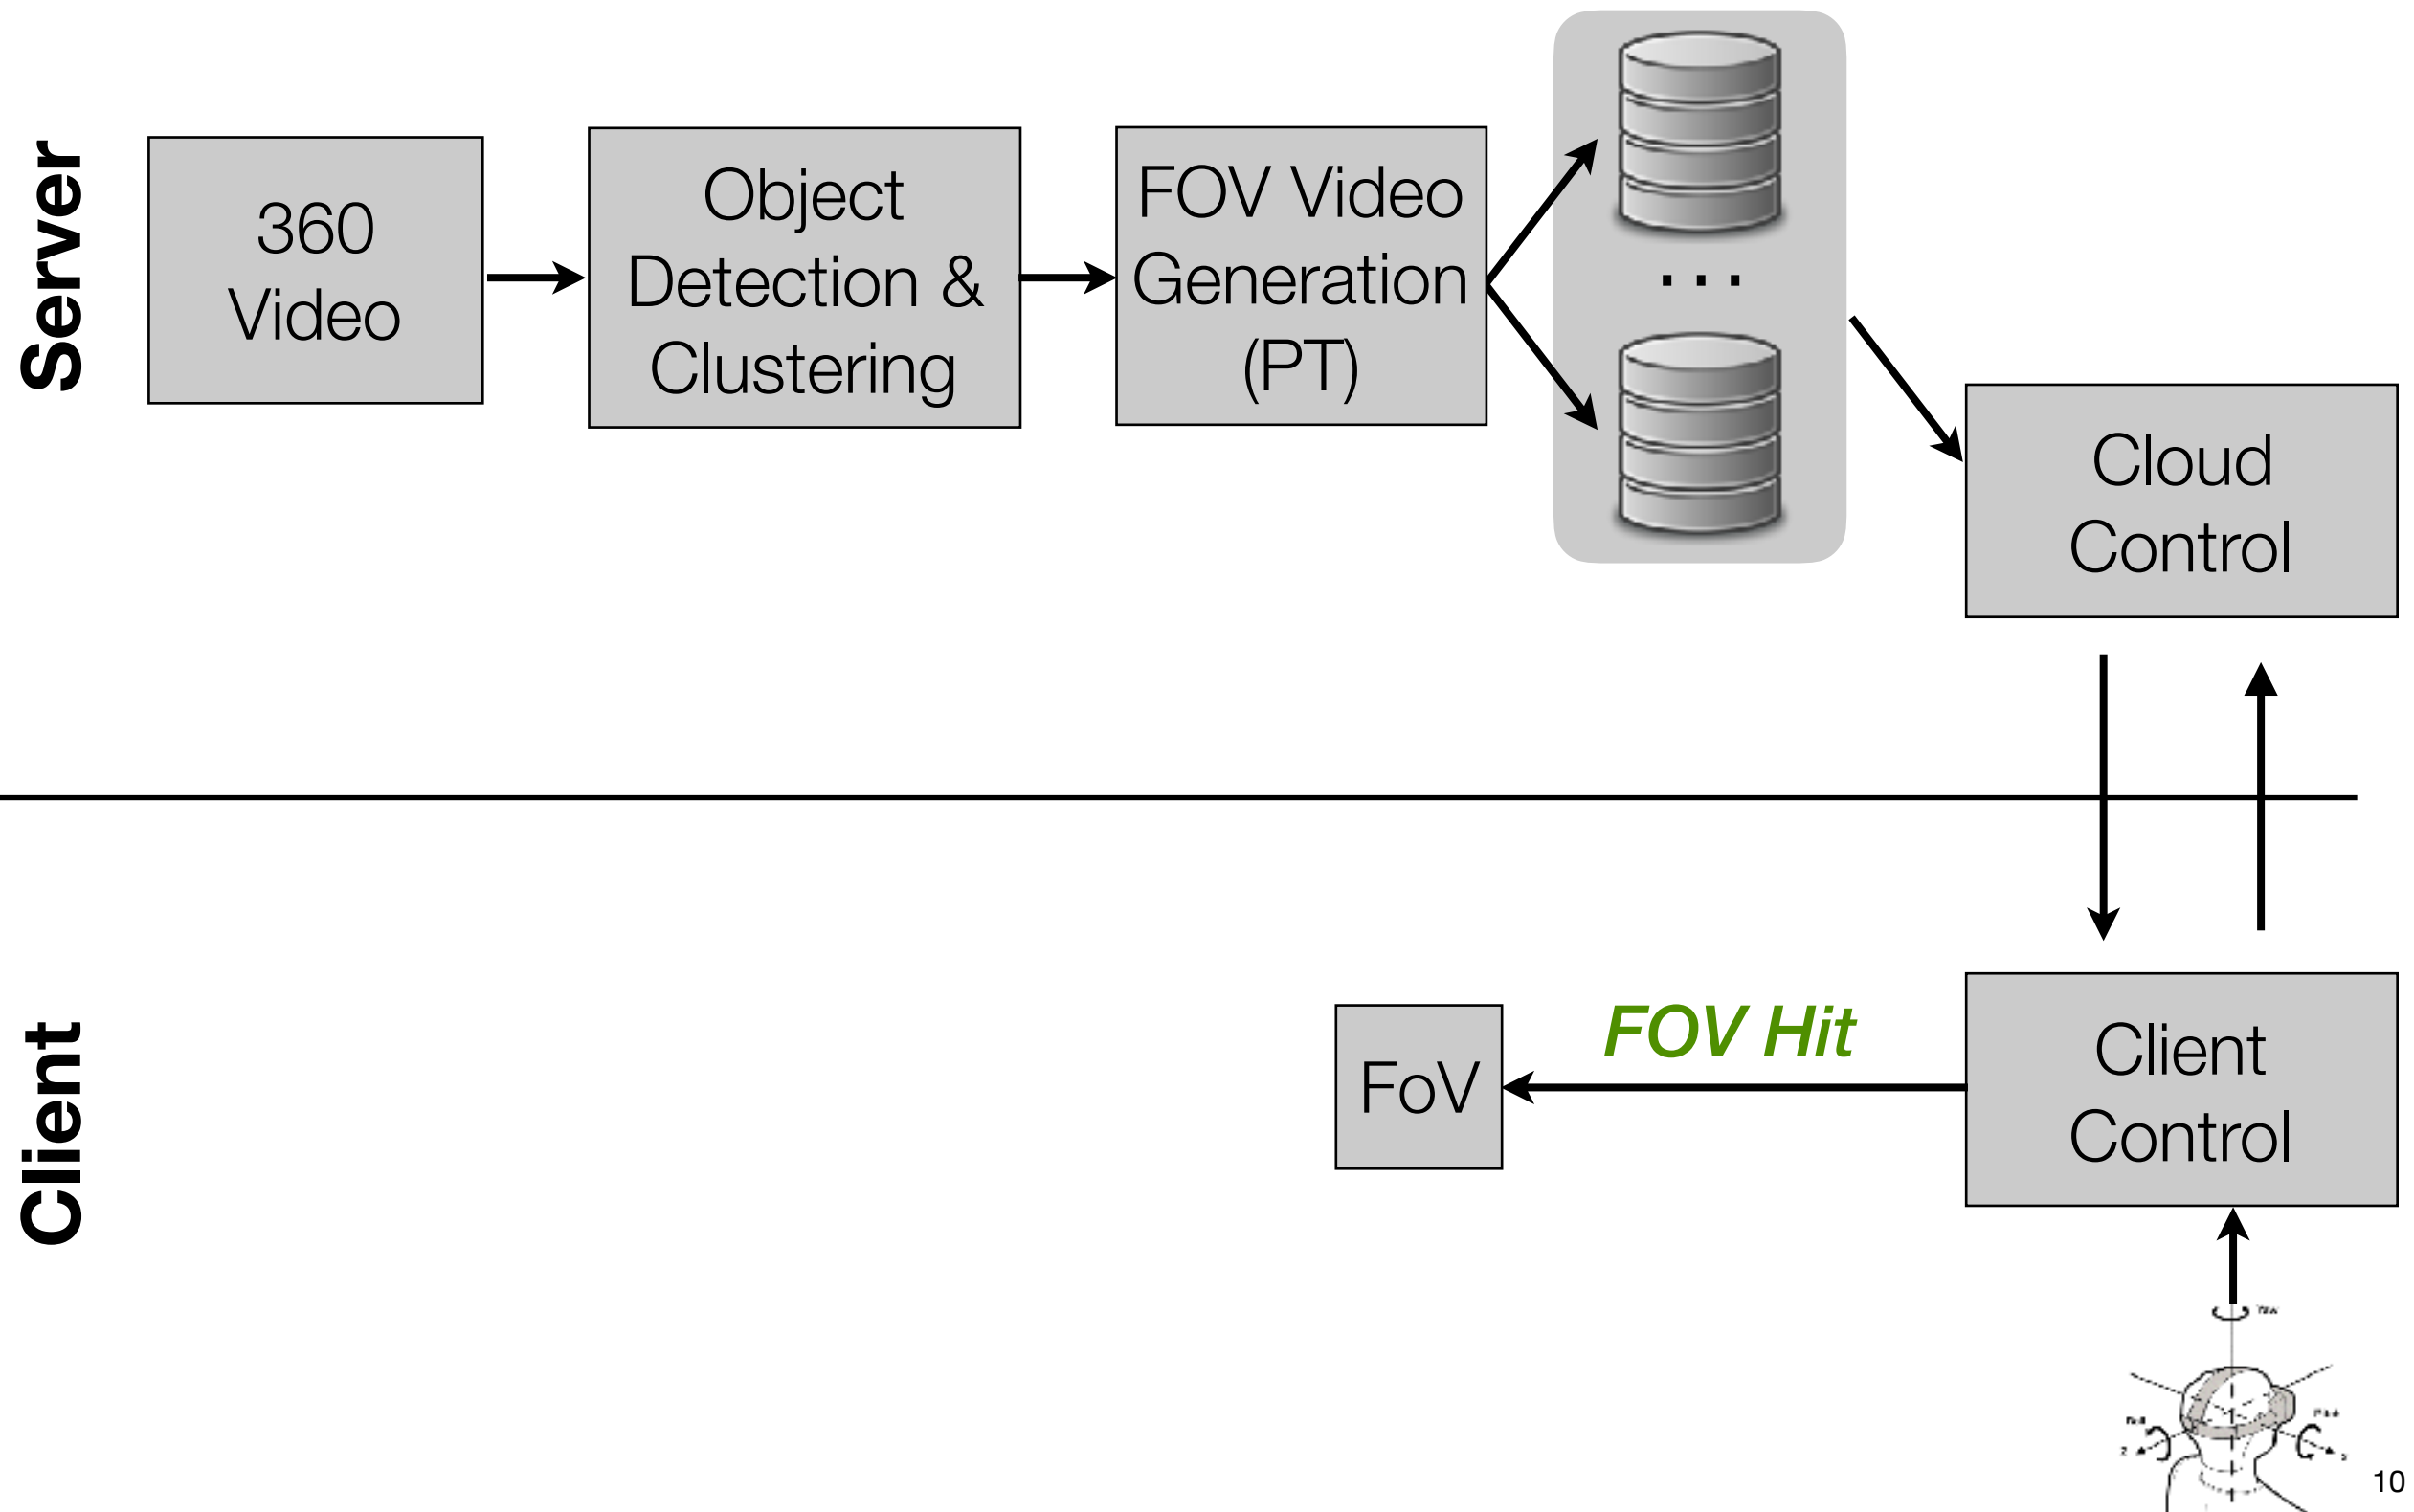 Server
360
Video
Object
Detection &
Clustering
FOV Video
Generation
(PT)
...
Cloud
Control
Client
FoV
FOV Hit
Client
Control
Yaw
10